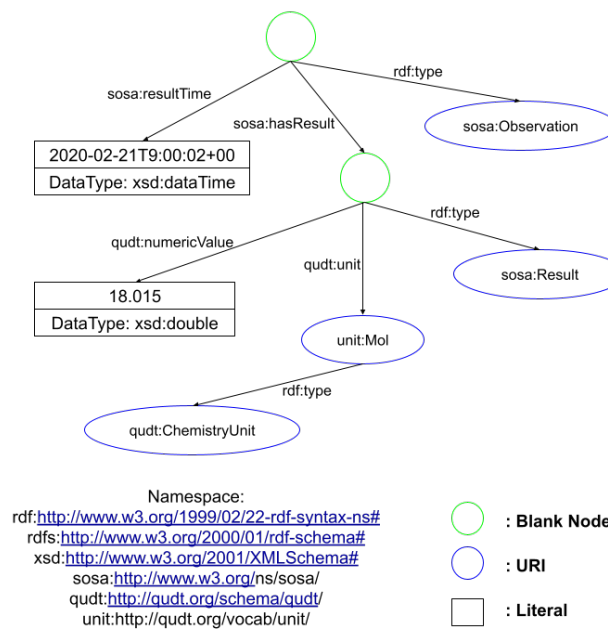 rdf:type
sosa:resultTime
sosa:hasResult
sosa:Observation
2020-02-21T9:00:02+00
DataType: xsd:dataTime
rdf:type
qudt:numericValue
qudt:unit
sosa:Result
18.015
DataType: xsd:double
unit:Mol
rdf:type
qudt:ChemistryUnit
Namespace:
rdf:http://www.w3.org/1999/02/22-rdf-syntax-ns#
rdfs:http://www.w3.org/2000/01/rdf-schema#
xsd:http://www.w3.org/2001/XMLSchema#
sosa:http://www.w3.org/ns/sosa/
qudt:http://qudt.org/schema/qudt/
unit:http://qudt.org/vocab/unit/
: Blank Node
: URI
: Literal